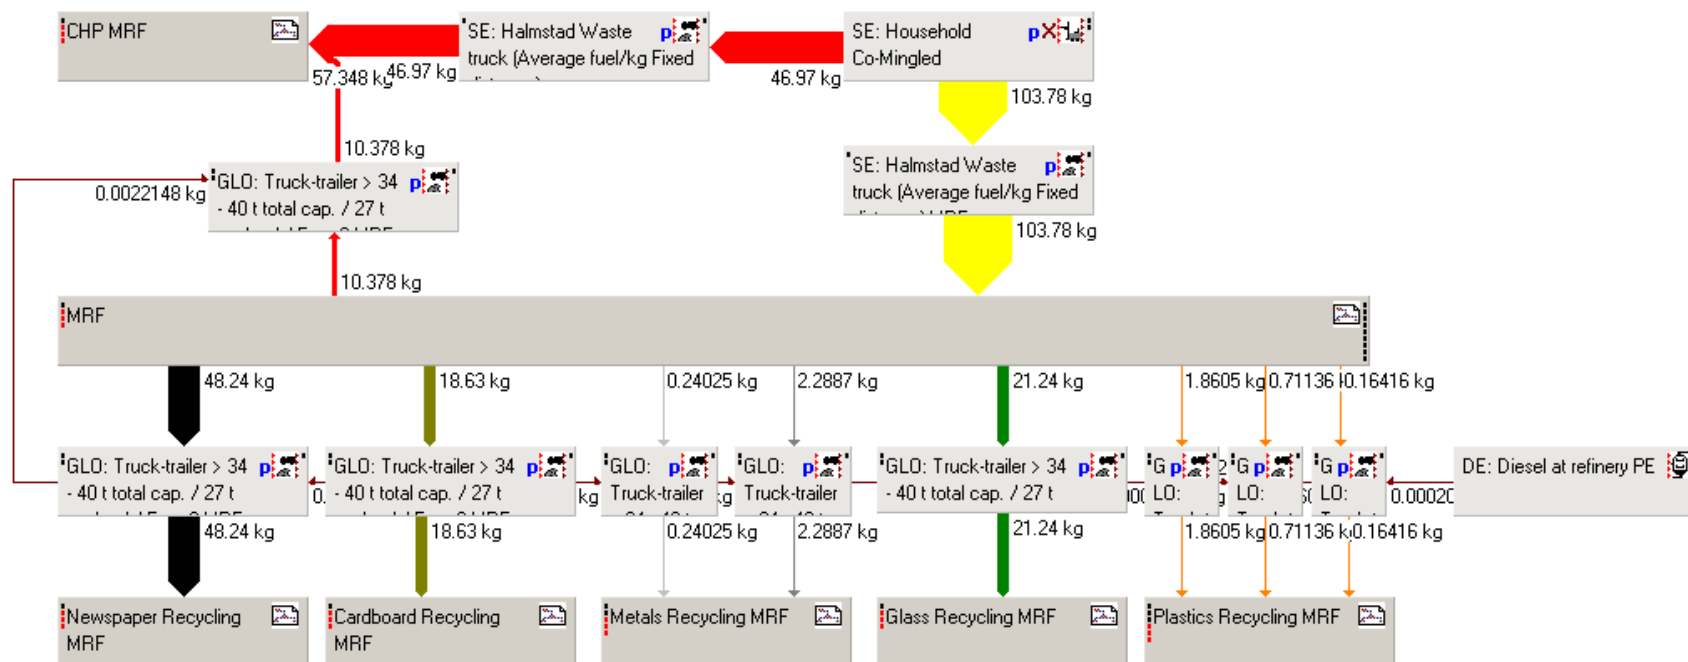 CHP MRF
SE: Halmstad Waste
truck (Average fuel/kg Fixed
p
SE: Household
Co-Mingled
p
57.348 kg
46.97 kg
46.97 kg
103.78 kg
10.378 kg
0.0022148 kg
GLO: Truck-trailer > 34
- 40 t total cap. / 27 t
p
SE: Halmstad Waste
truck (Average fuel/kg Fixed
p
103.78 kg
10.378 kg
MRF
48.24 kg
18.63 kg
0.24025 kg
2.2887 kg
21.24 kg
1.8605 kg
0.71136
0.16416 kg
GLO: Truck-trailer > 34
- 40 t total cap. / 27 t
p
GLO: Truck-trailer > 34
- 40 t total cap. / 27 t
p
kg
GLO:
Truck-trailer
p
GLO:
Truck-trailer
p
GLO: Truck-trailer > 34
- 40 t total cap. / 27 t
p
G
LO:
p
G
LO:
p
G
LO:
p
DE: Diesel at refinery PE
48.24 kg
18.63 kg
0.24025 kg
2.2887 kg
21.24 kg
1.8605 kg
0.71136
0.16416 kg
Newspaper Recycling
MRF
Cardboard Recycling
MRF
Metals Recycling MRF
Glass Recycling MRF
Plastics Recycling MRF